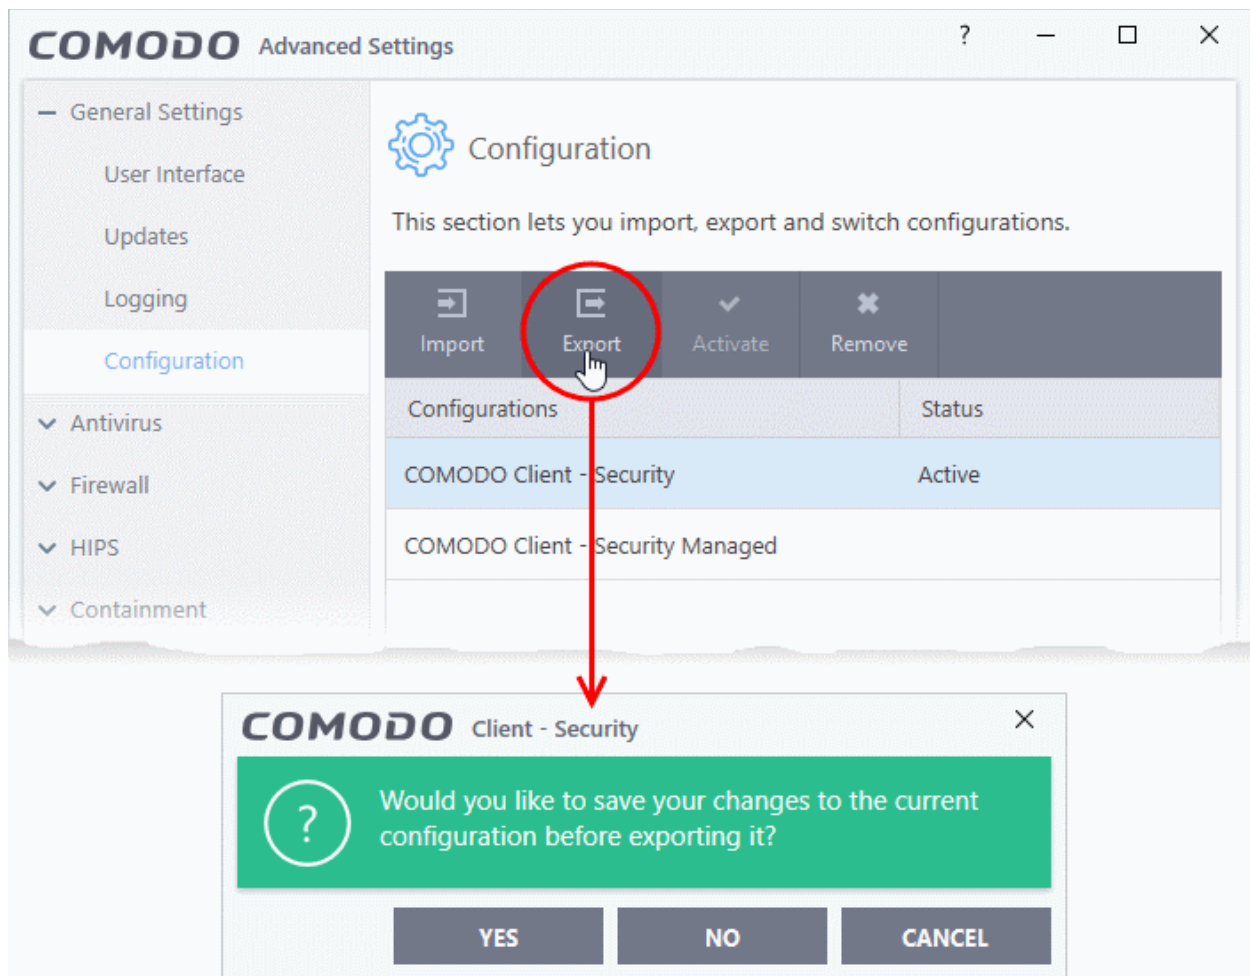 COMODO Advanced Settings
?
General Settings
User Interface
Updates
Logging
Configuration
Antivirus
Firewall
HIPS
Containment
Configuration
This section lets you import, export and switch configurations.
Import Export Activate Remove
Configurations Status
COMODO Client - Security Active
COMODO Client - Security Managed
COMODO Client - Security
?
Would you like to save your changes to the current
configuration before exporting it?
YES NO CANCEL